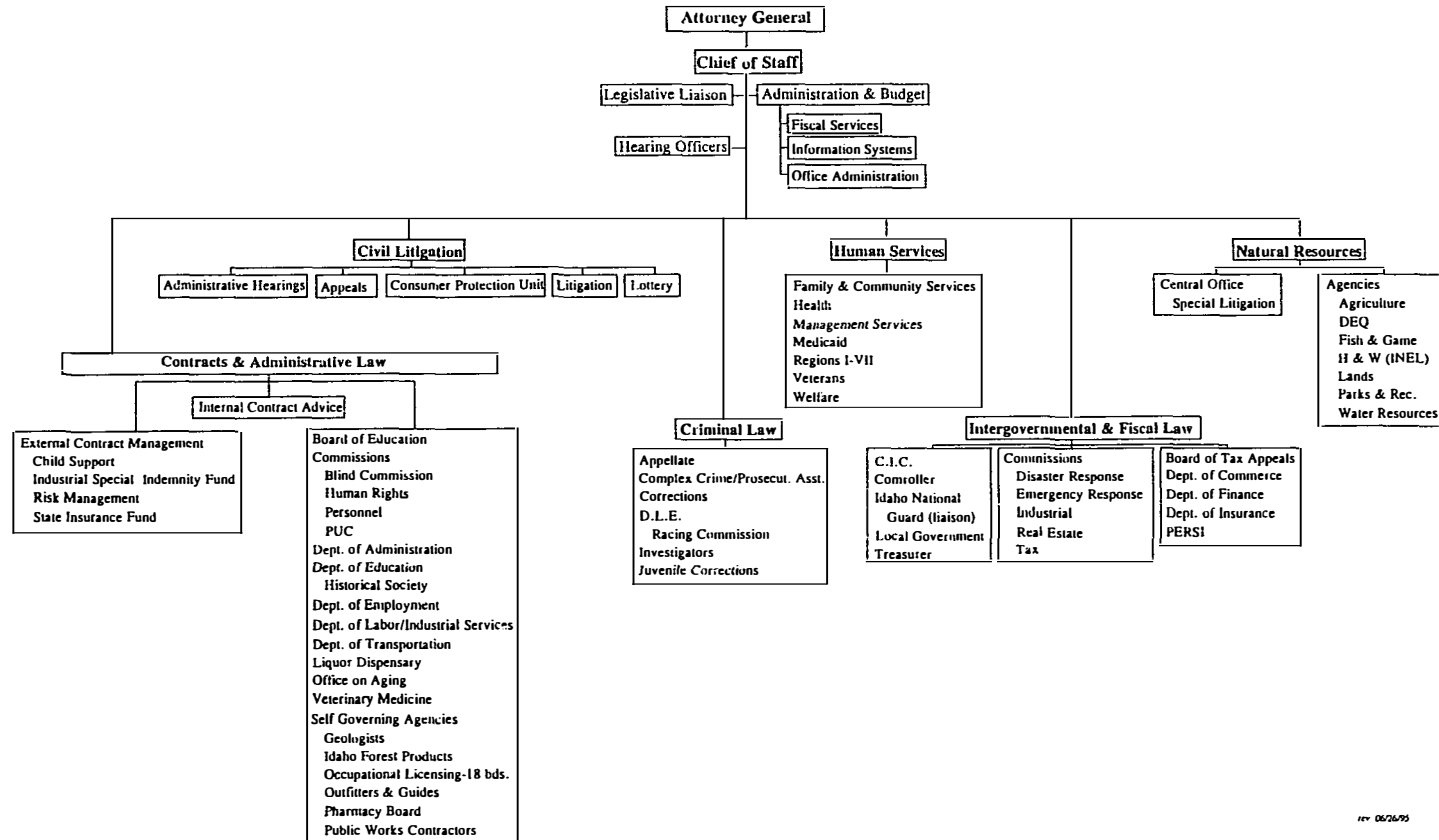 Attorney General
Chief of Staff
Legislative Liaison
Administration & Budget
Fiscal Services
Hearing Officers
Information Systems
Office Administration
Civil Litigation
Administrative Hearings
Appeals
Consumer Protection Unit
Litigation
Lottery
Human Services
Family & Community Services
Health
Management Services
Medicaid
Regions I-VII
Veterans
Welfare
Natural Resources
Central Office
Special Litigation
Agencies
Agriculture
DEQ
Fish & Game
H & W (INEL)
Lands
Parks & Rec.
Water Resources
Contracts & Administrative Law
Internal Contract Advice
External Contract Management
Child Support
Industrial Special Indemnity Fund
Risk Management
State Insurance Fund
Board of Education
Commissions
Blind Commission
Human Rights
Personnel
PUC
Dept. of Administration
Dept. of Education
Historical Society
Dept. of Employment
Dept. of Labor/Industrial Services
Dept. of Transportation
Liquor Dispensary
Office on Aging
Veterinary Medicine
Self Governing Agencies
Geologists
Idaho Forest Products
Occupational Licensing-18 bds.
Outfitters & Guides
Pharmacy Board
Public Works Contractors
Criminal Law
Appellate
Complex Crime/Prosecut. Asst.
Corrections
D.L.E.
Racing Commission
Investigators
Juvenile Corrections
Intergovernmental & Fiscal Law
C.I.C.
Controller
Idaho National
Guard (liaison)
Local Government
Treasurer
Commissions
Disaster Response
Emergency Response
Industrial
Real Estate
Tax
Board of Tax Appeals
Dept. of Commerce
Dept. of Finance
Dept. of Insurance
PERSI
rev 06/26/95